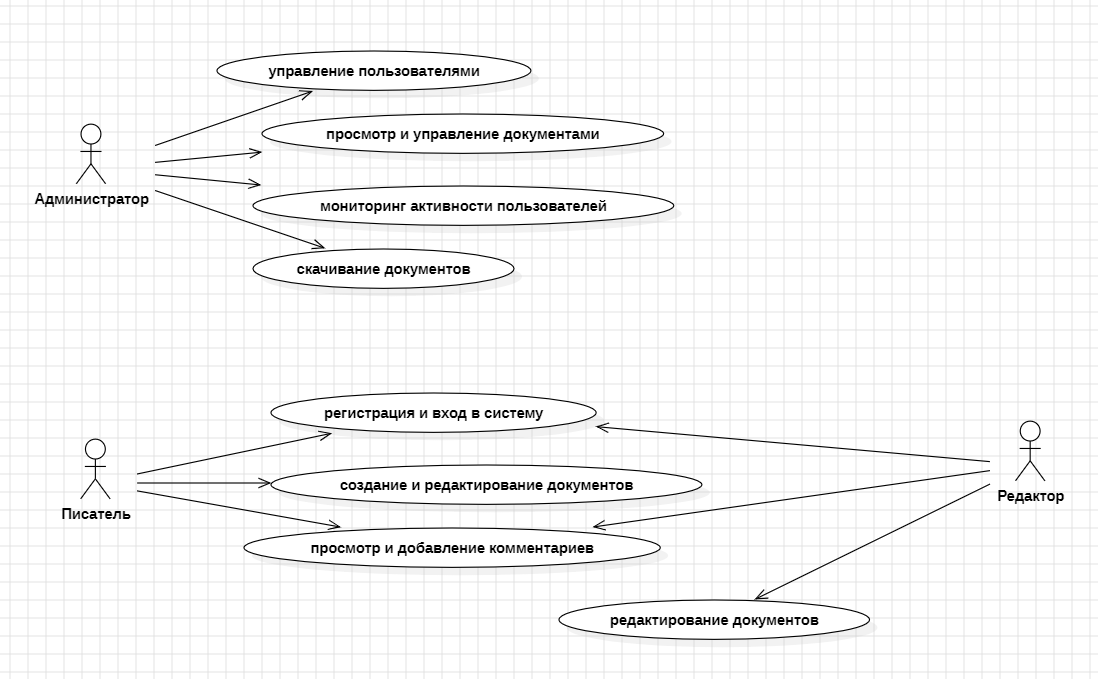 управление пользователями
просмотр и управление документами
Администратор
мониторинг активности пользователей
скачивание документов
регистрация и вход в систему
создание и редактирование документов
Редактор
Писатель
просмотр и добавление комментариев
редактирование документов